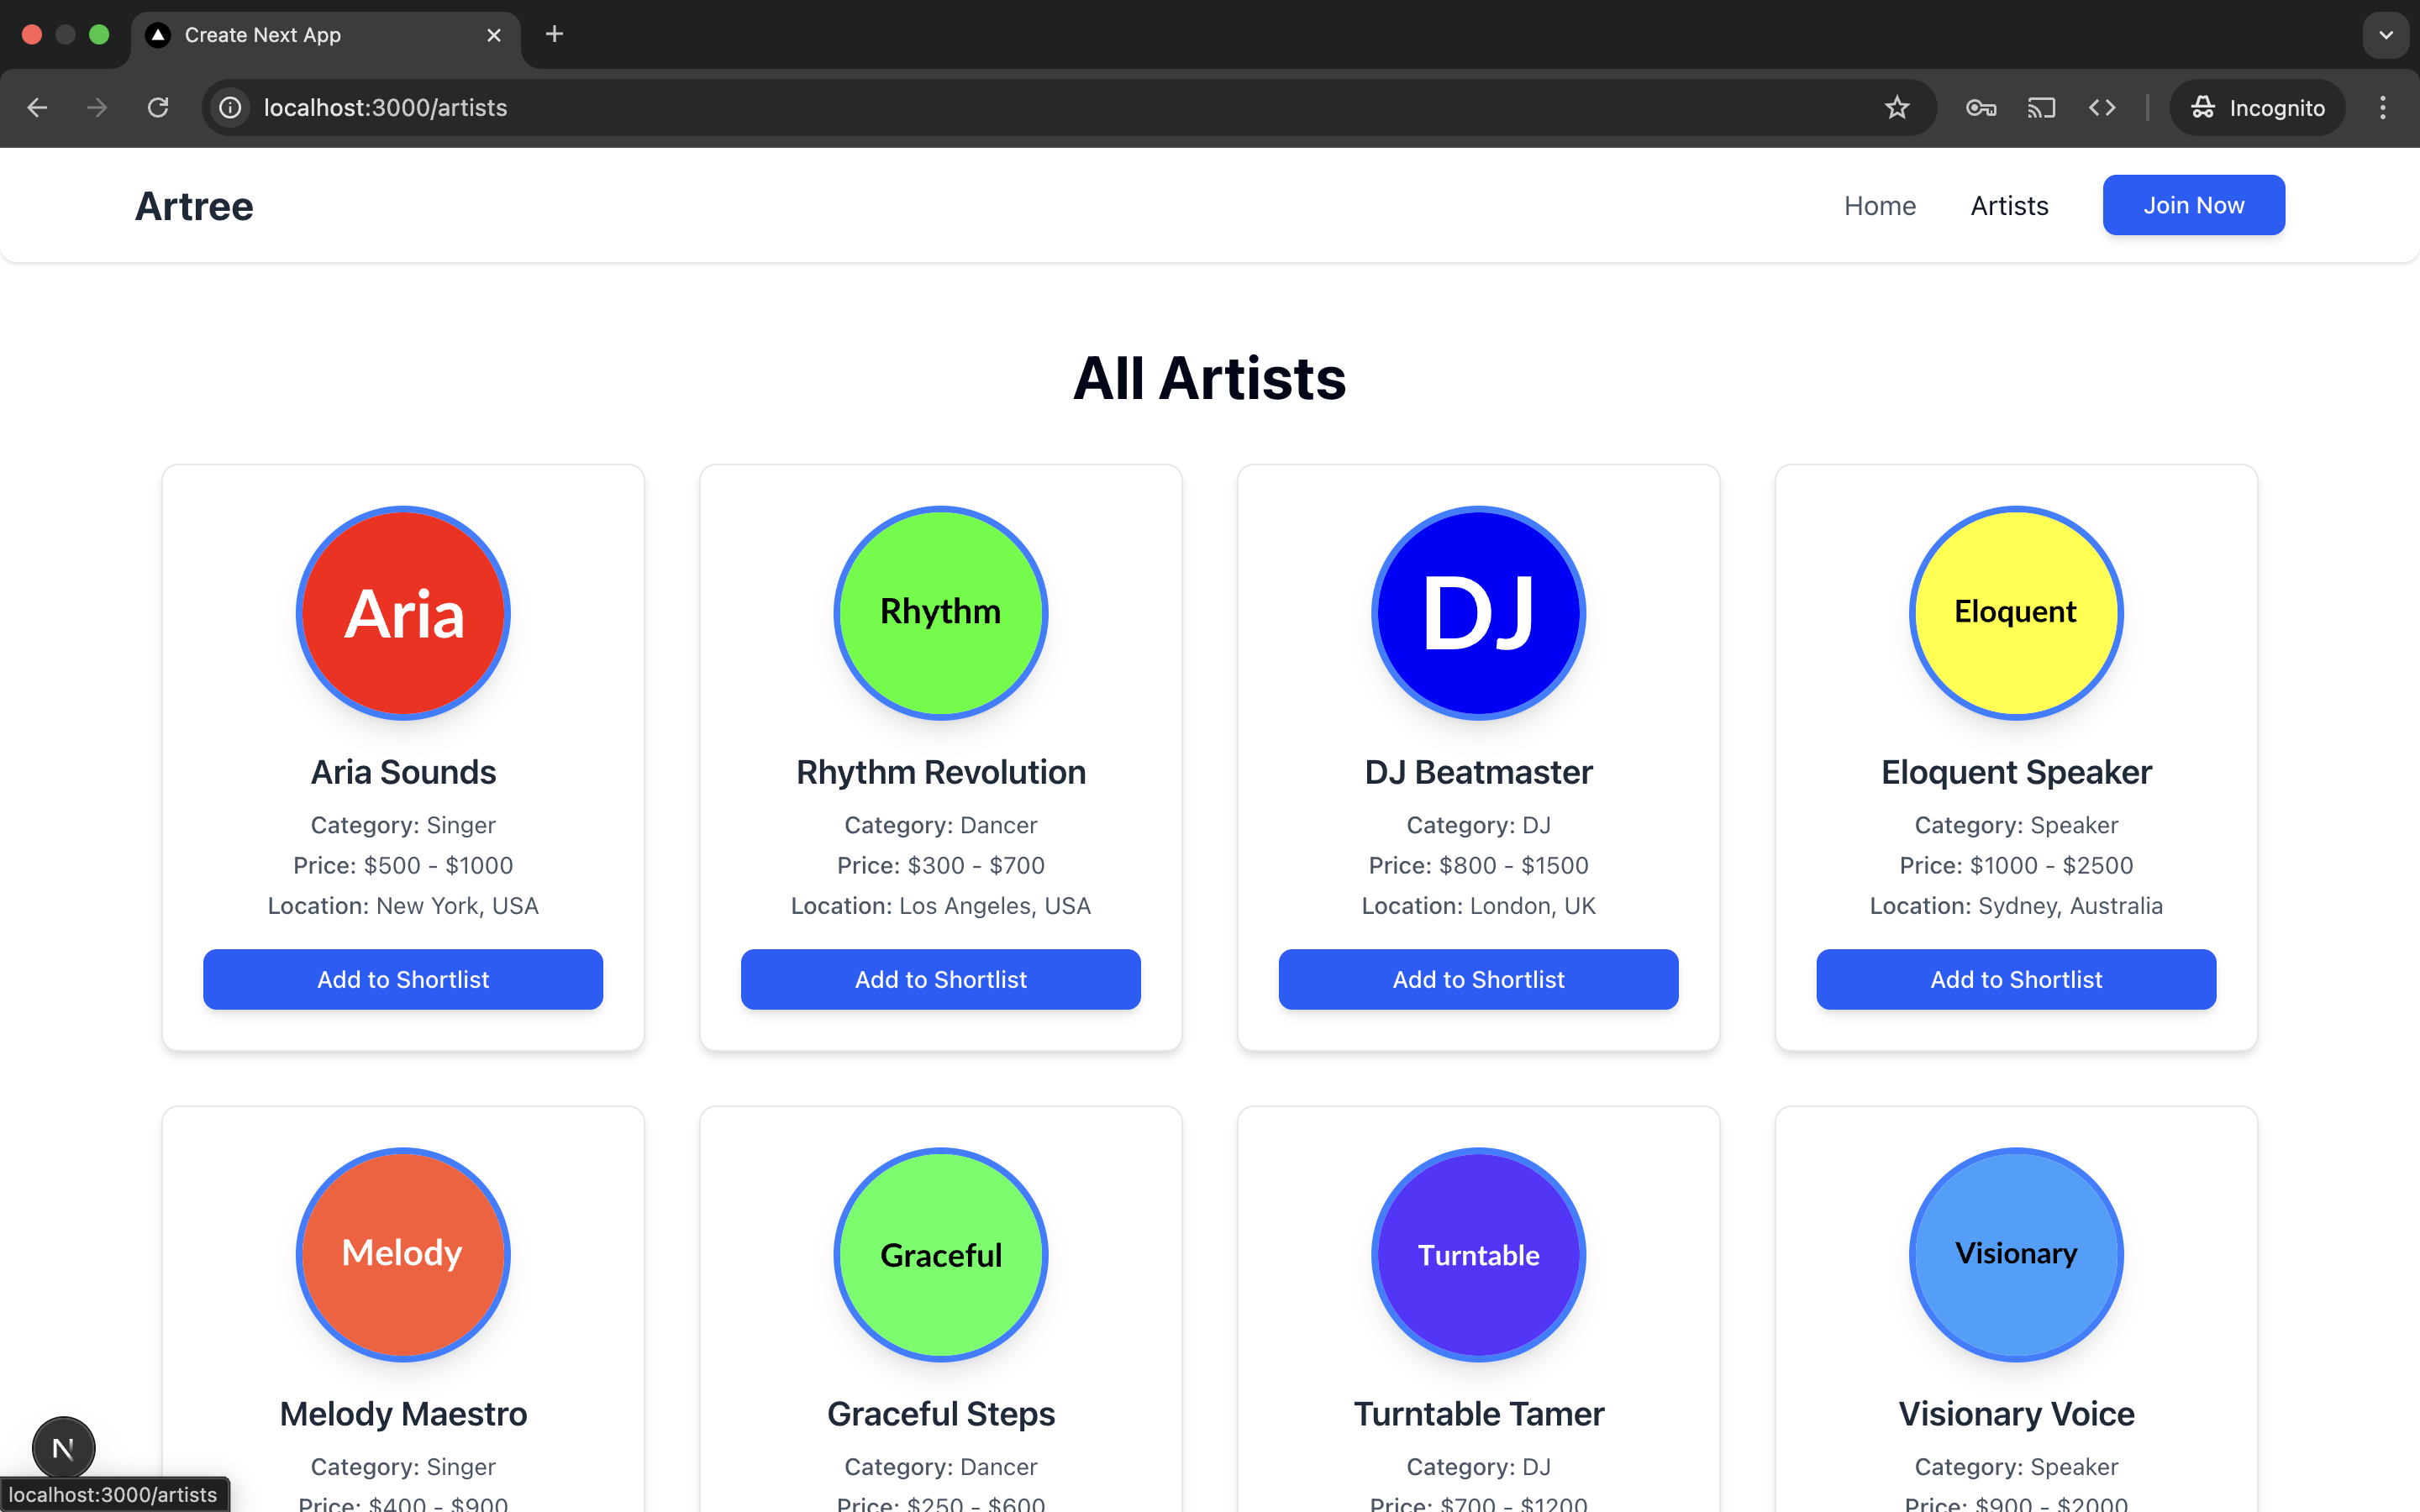 Create Next App
localhost:3000/artists
Incognito
Artree
Home
Artists
Join Now
All Artists
Aria
Rhythm
DJ
Eloquent
Aria Sounds
Rhythm Revolution
DJ Beatmaster
Eloquent Speaker
Category: Singer
Category: Dancer
Category: DJ
Category: Speaker
Price: $500 - $1000
Price: $300 - $700
Price: $800 - $1500
Price: $1000 - $2500
Location: New York, USA
Location: Los Angeles, USA
Location: London, UK
Location: Sydney, Australia
Add to Shortlist
Add to Shortlist
Add to Shortlist
Add to Shortlist
Melody
Graceful
Turntable
Visionary
Melody Maestro
Graceful Steps
Turntable Tamer
Visionary Voice
Category: Singer
Category: Dancer
Category: DJ
Category: Speaker
Price: $400 - $900
Price: $250 - $600
Price: $700 - $1200
Price: $900 - $2000
N
localhost:3000/artists